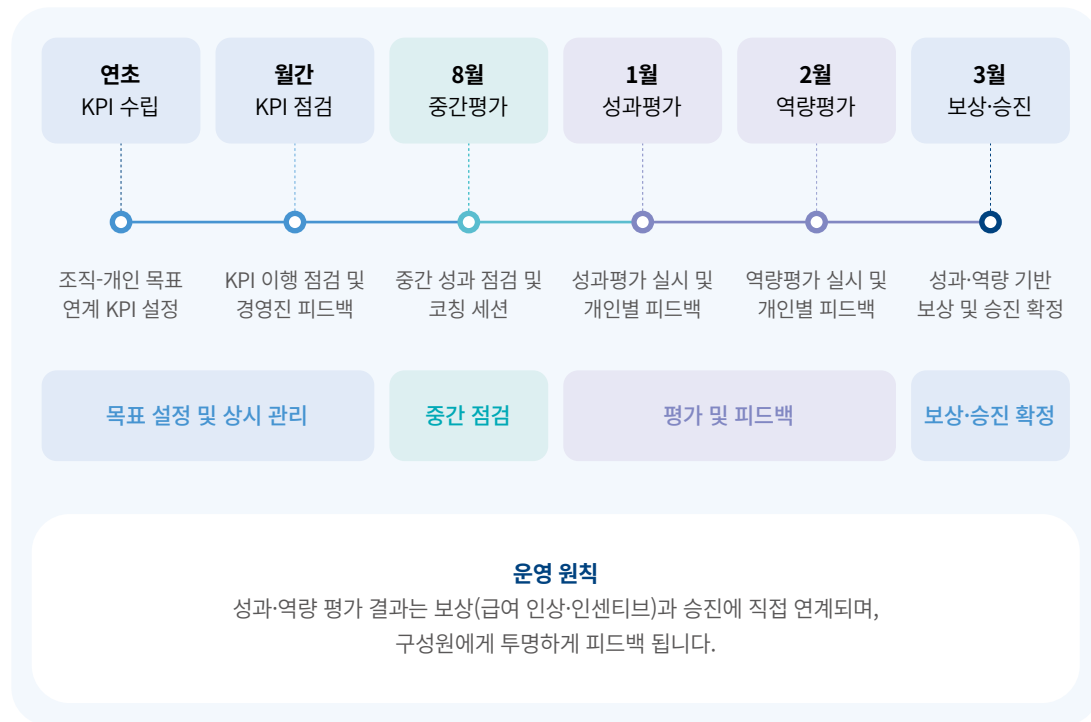 연초
KPI 수립
월간
KPI 점검
8월
중간평가
1월
성과평가
2월
역량평가
3월
보상·승진
조직-개인 목표
연계 KPI 설정
KPI 이행 점검 및
경영진 피드백
중간 성과 점검 및
코칭 세션
성과평가 실시 및
개인별 피드백
역량평가 실시 및
개인별 피드백
성과·역량 기반
보상 및 승진 확정
목표 설정 및 상시 관리
중간 점검
평가 및 피드백
보상·승진 확정
운영 원칙
성과·역량 평가 결과는 보상(급여 인상·인센티브)과 승진에 직접 연계되며,
구성원에게 투명하게 피드백 됩니다.